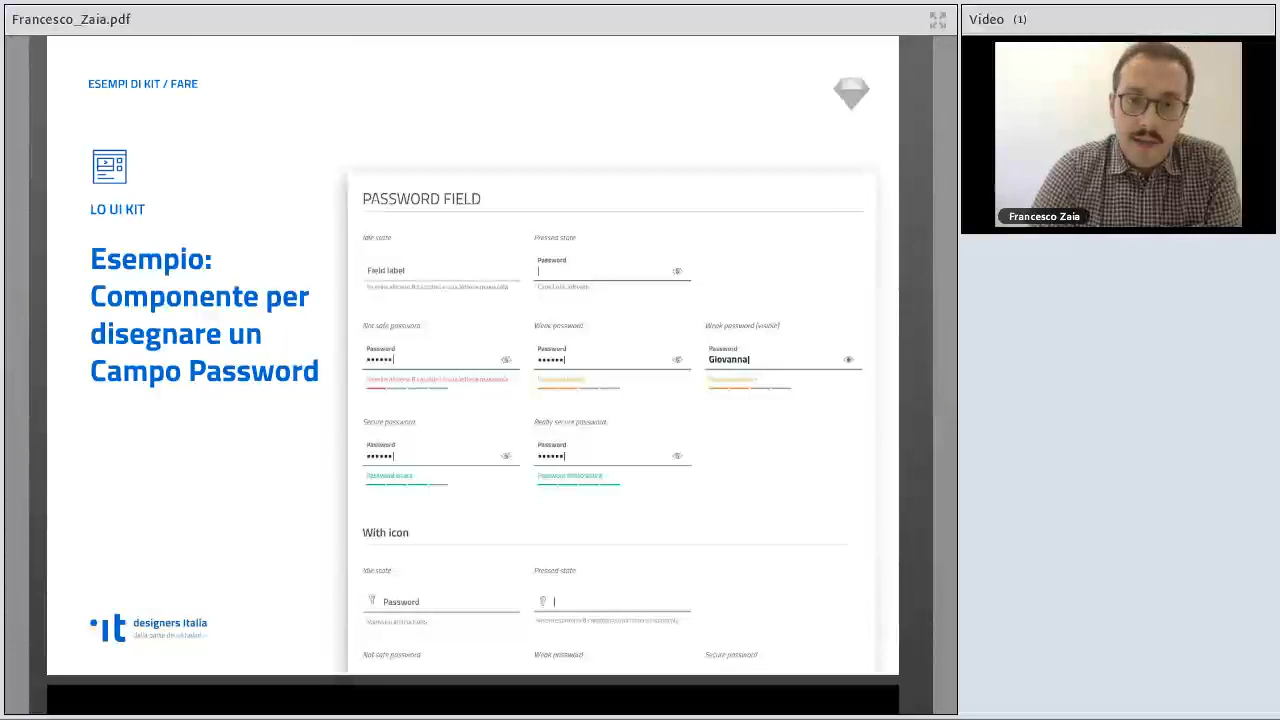 Francesco_Zaia.pdf
Video (1)
ESEMPI DI KIT / FARE
LO UI KIT
Esempio:
Componente per
disegnare un
Campo Password
designers Italia
PASSWORD FIELD
Idle state
Pressed state
Field label
Password
Not safe password
Weak password
Weak password (visible)
Password
Password
Password
Giovanna
Secure password
Really secure password
Password
Password
With icon
Idle state
Pressed state
Password
Not safe password
Weak password
Secure password
Francesco Zaia